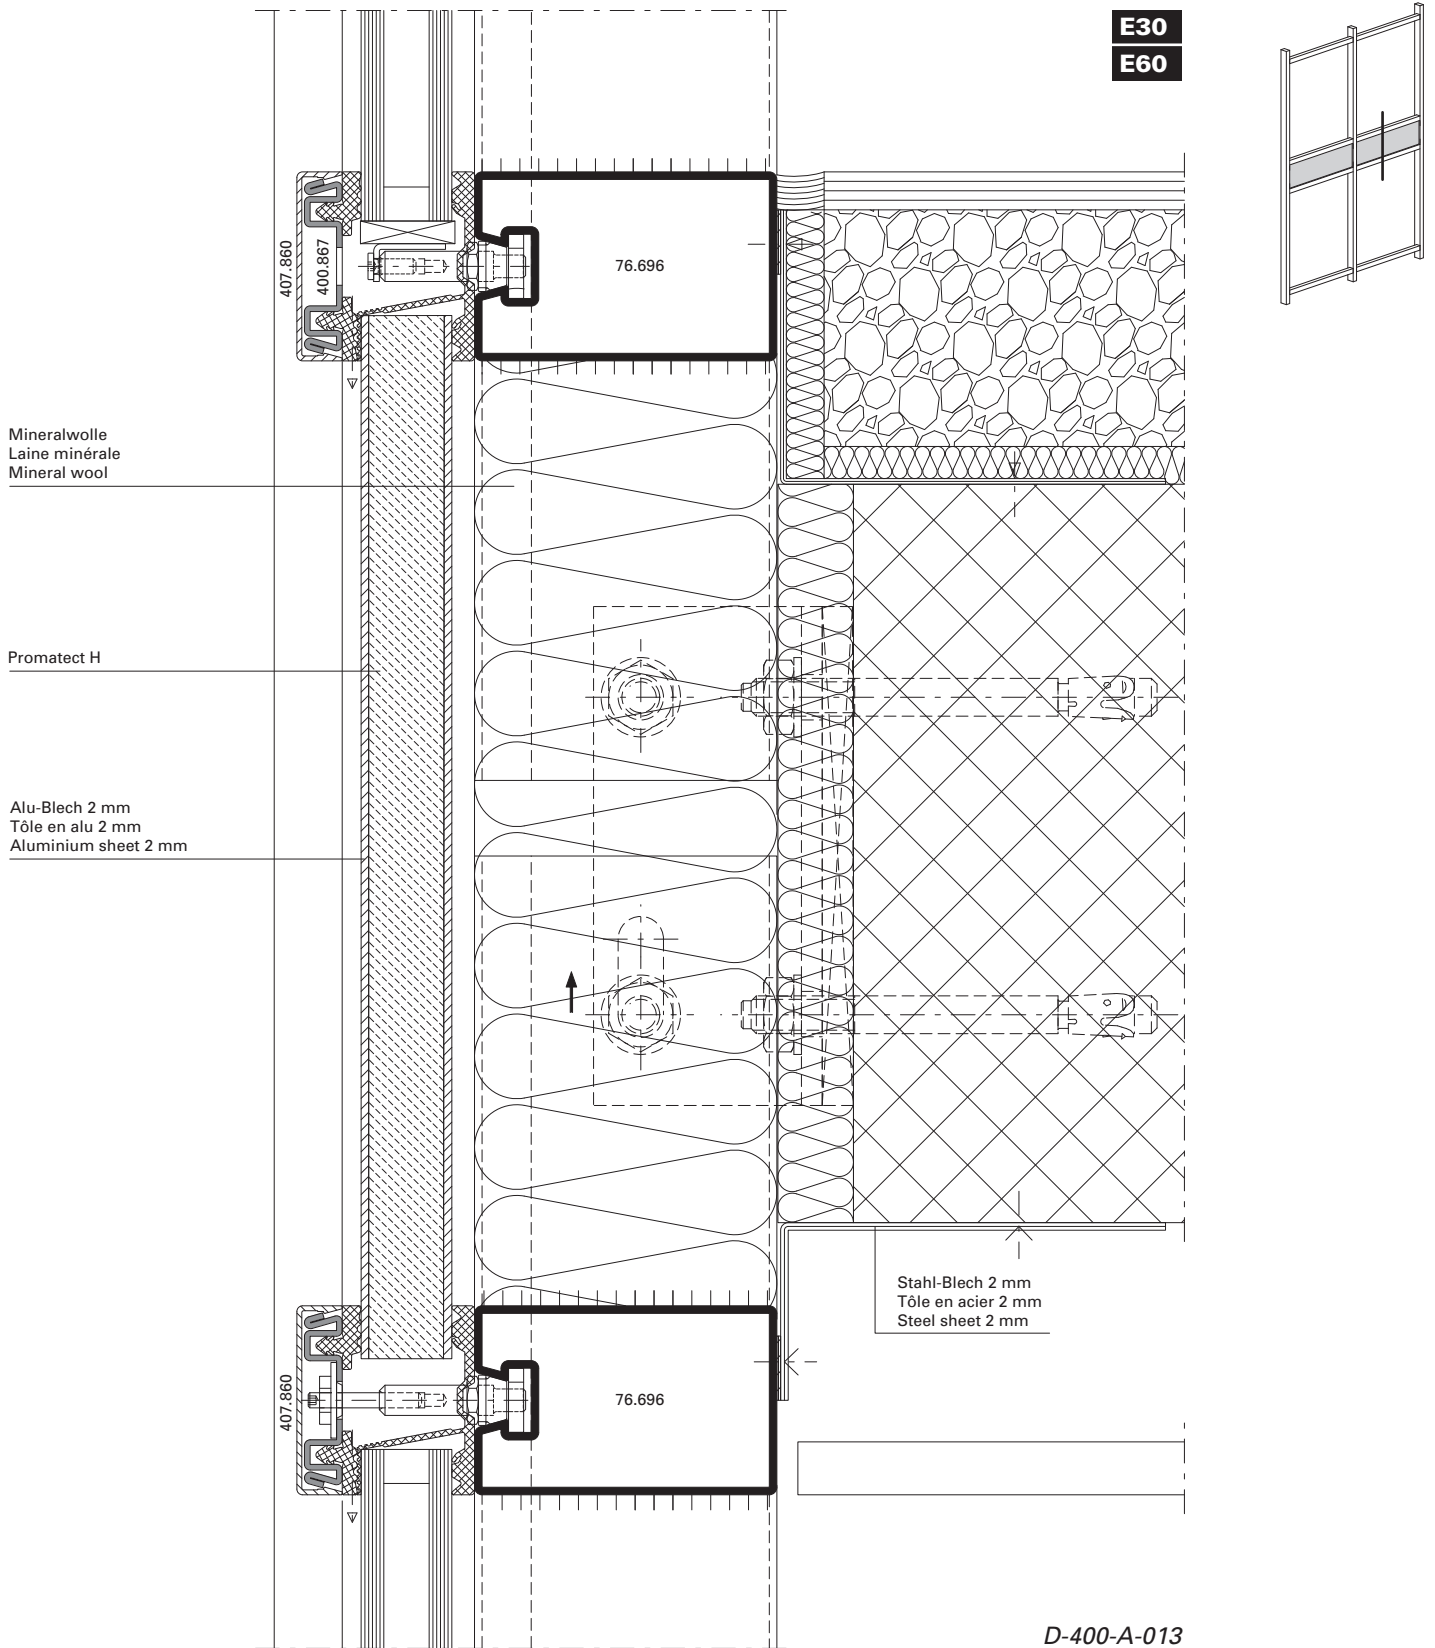 E30
E60
407.860
400.867
76.696
Mineralwolle
Laine minérale
Mineral wool
Promatect H
Alu-Blech 2 mm
Tôle en alu 2 mm
Aluminium sheet 2 mm
Stahl-Blech 2 mm
Tôle en acier 2 mm
Steel sheet 2 mm
407.860
76.696
D-400-A-013